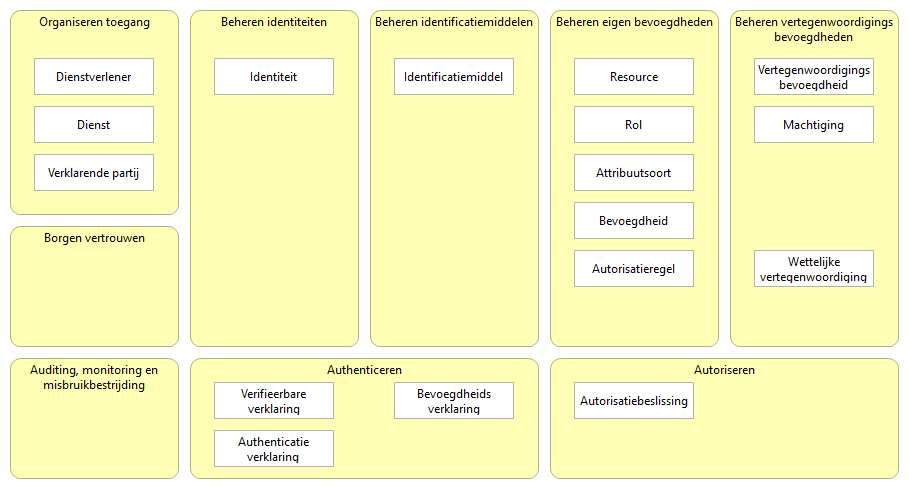 Organiseren toegang
Dienstverlener
Dienst
Verklarende partij
Beheren identiteiten
Identiteit
Beheren identificatiemiddelen
Identificatiemiddel
Beheren eigen bevoegdheden
Resource
Rol
Attribuutsoort
Bevoegdheid
Autorisatieregel
Beheren vertegenwoordigings
bevoegdheden
Vertegenwoordigings
bevoegdheid
Machtiging
Wettelijke
vertegenwoordiging
Borgen vertrouwen
Auditing, monitoring en
misbruikbestrijding
Authenticeren
Verifieerbare
verklaring
Bevoegdheids
verklaring
Authenticatie
verklaring
Autoriseren
Autorisatiebeslissing